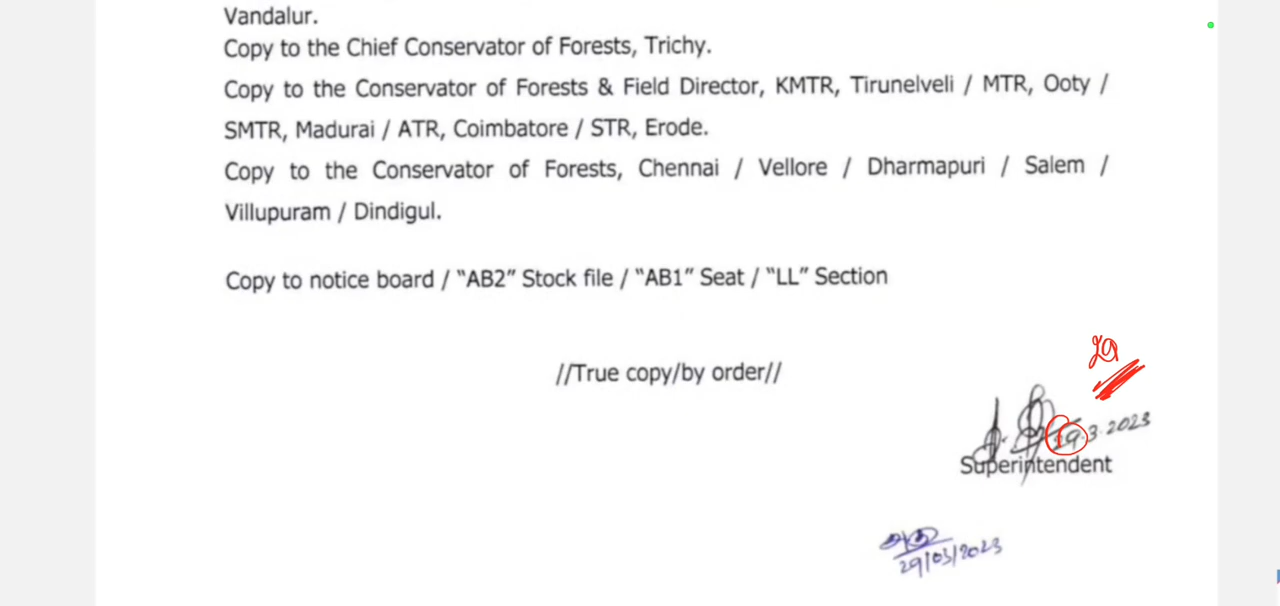 Vandalur.
Copy to the Chief Conservator of Forests, Trichy.
Copy to the Conservator of Forests & Field Director, KMTR, Tirunelveli / MTR, Ooty /
SMTR, Madurai / ATR, Coimbatore / STR, Erode.
Copy to the Conservator of Forests, Chennai / Vellore / Dharmapuri / Salem /
Villupuram / Dindigul.
Copy to notice board / “AB2” Stock file / “AB1” Seat / “LL” Section
//True copy/by order//
29
29.3.2023
Superintendent
29/03/2023